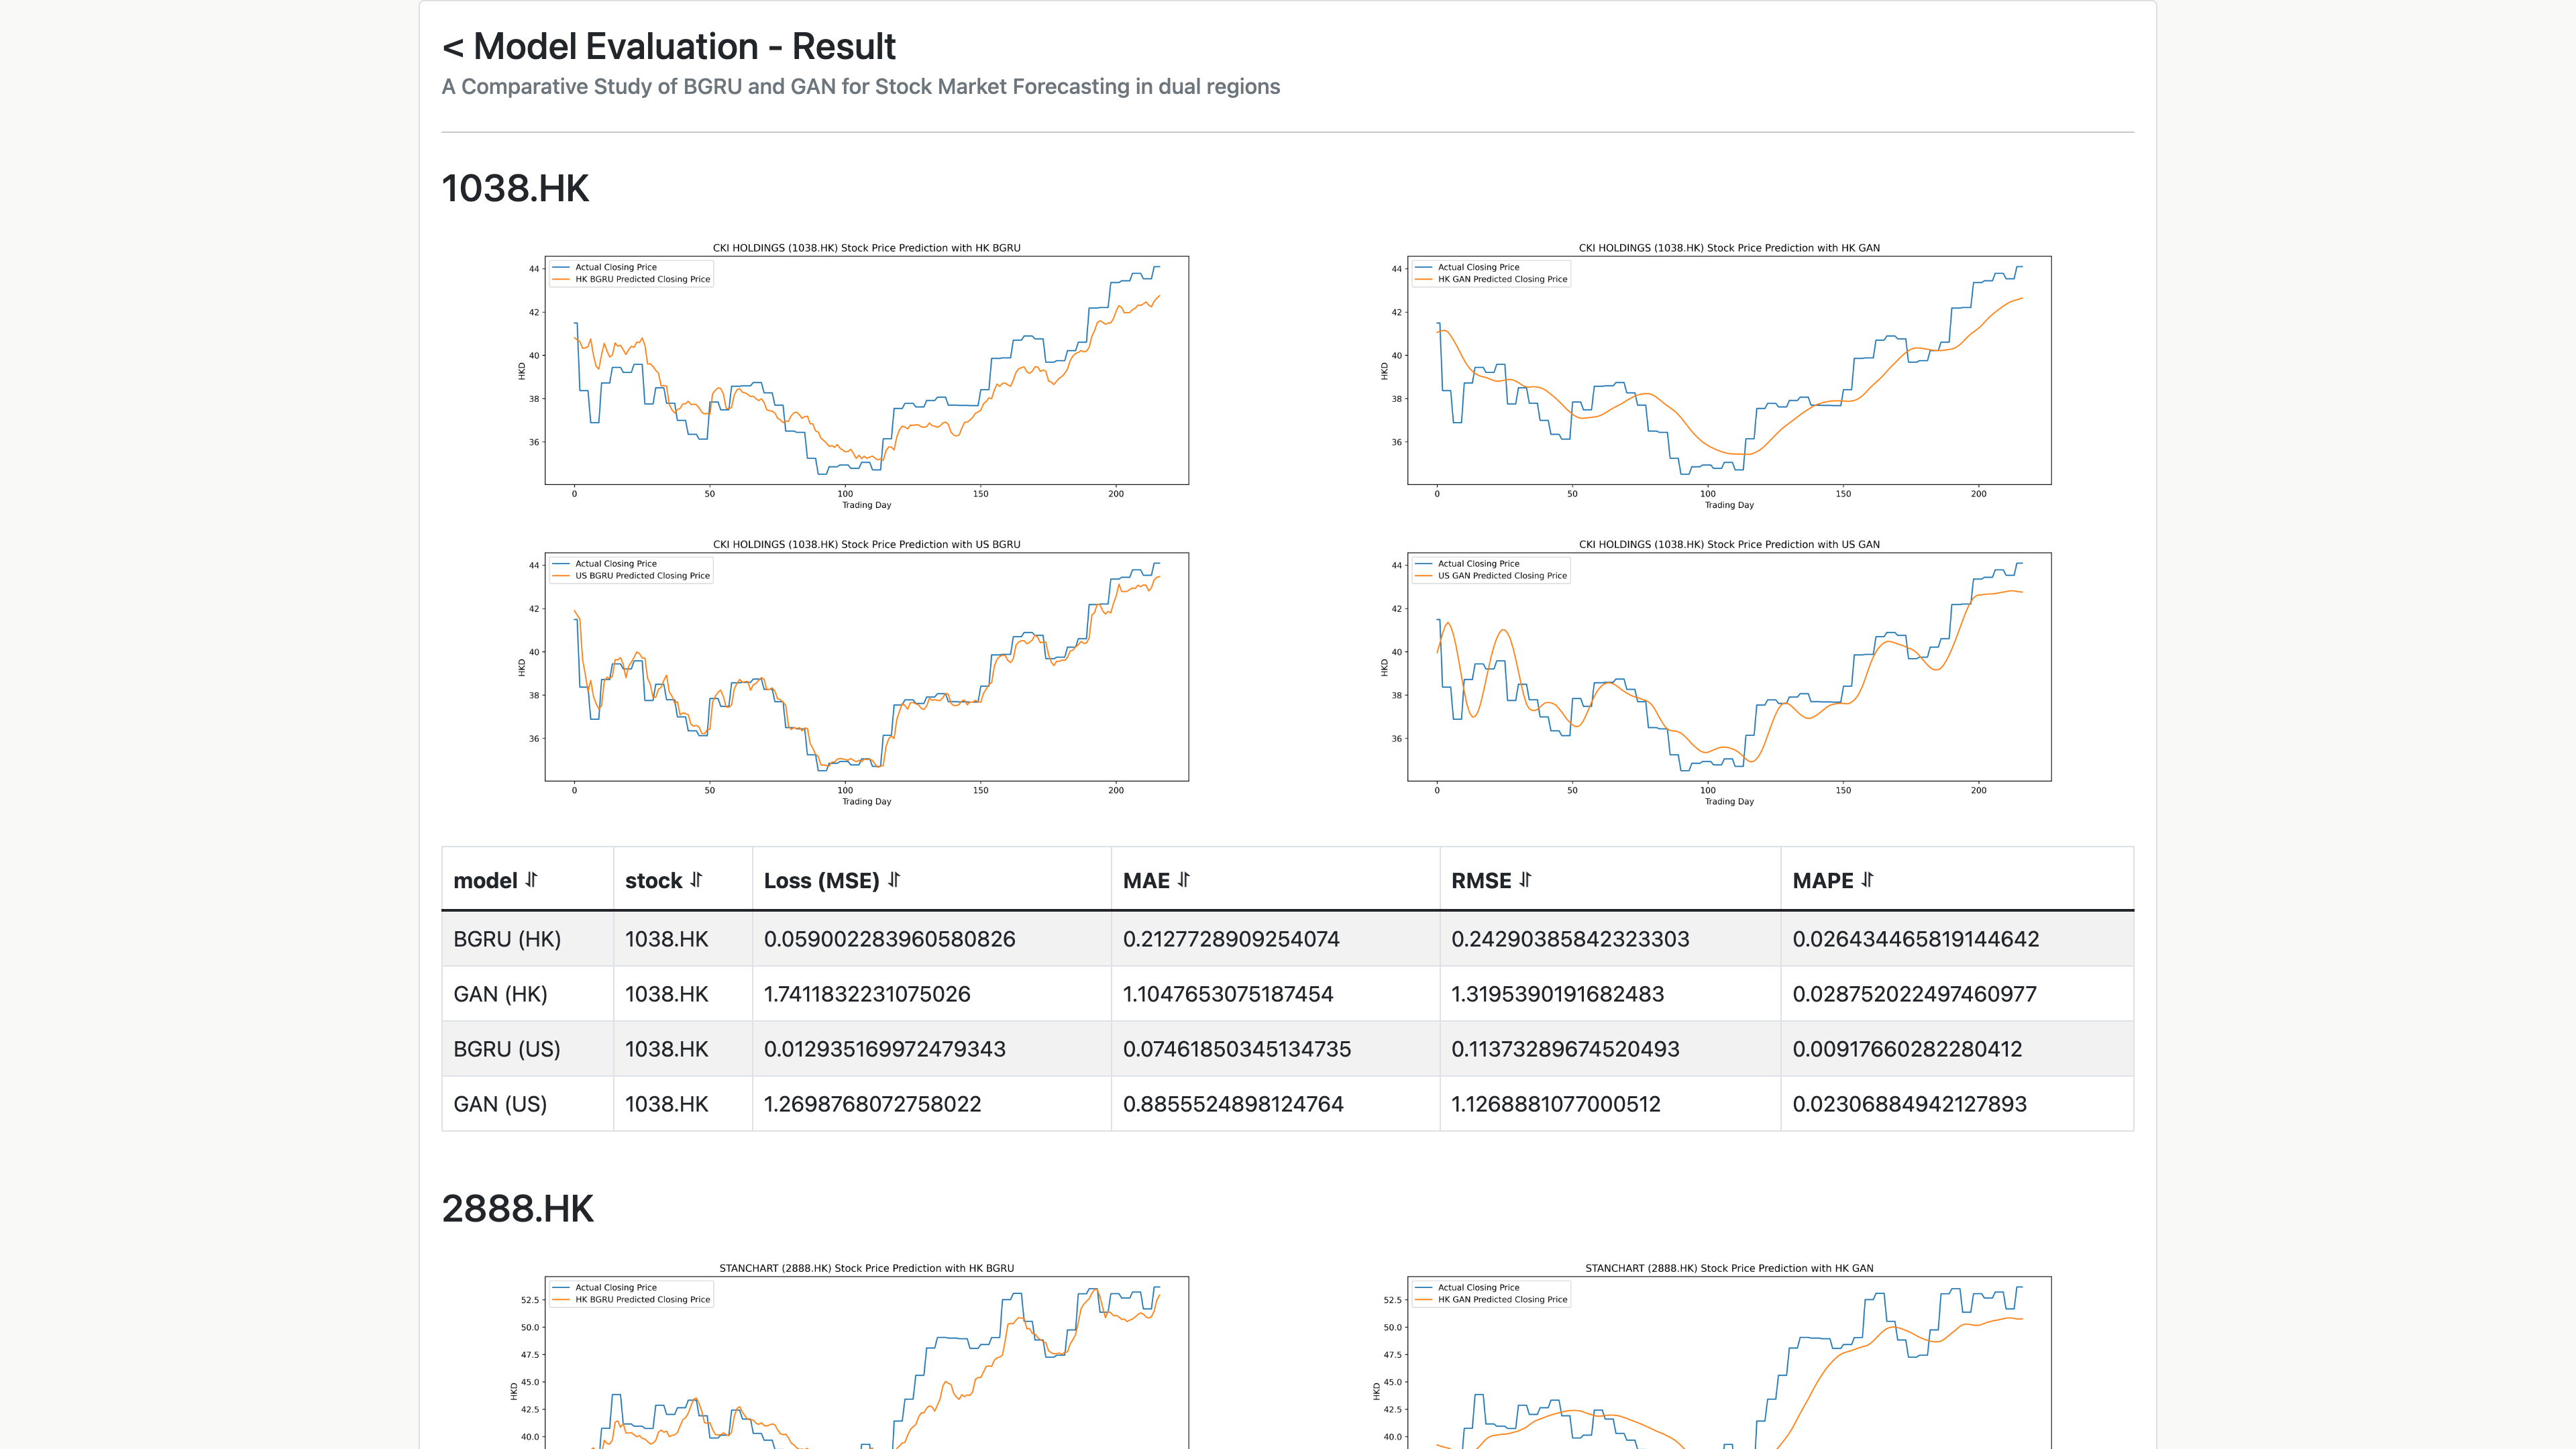 < Model Evaluation - Result
A Comparative Study of BGRU and GAN for Stock Market Forecasting in dual regions
1038.HK
CKI HOLDINGS (1038.HK) Stock Price Prediction with HK BGRU
Actual Closing Price
HK BGRU Predicted Closing Price
44
42
40
38
36
HKD
0 50 100 150 200
Trading Day
CKI HOLDINGS (1038.HK) Stock Price Prediction with HK GAN
Actual Closing Price
HK GAN Predicted Closing Price
44
42
40
38
36
HKD
0 50 100 150 200
Trading Day
CKI HOLDINGS (1038.HK) Stock Price Prediction with US BGRU
Actual Closing Price
US BGRU Predicted Closing Price
44
42
40
38
36
HKD
0 50 100 150 200
Trading Day
CKI HOLDINGS (1038.HK) Stock Price Prediction with US GAN
Actual Closing Price
US GAN Predicted Closing Price
44
42
40
38
36
HKD
0 50 100 150 200
Trading Day
model stock Loss (MSE) MAE RMSE MAPE
BGRU (HK) 1038.HK 0.059002283960580826 0.2127728909254074 0.24290385842323303 0.026434465819144642
GAN (HK) 1038.HK 1.7411832231075026 1.1047653075187454 1.3195390191682483 0.028752022497460977
BGRU (US) 1038.HK 0.012935169972479343 0.07461850345134735 0.11373289674520493 0.00917660282280412
GAN (US) 1038.HK 1.2698768072758022 0.8855524898124764 1.1268881077000512 0.02306884942127893
2888.HK
STANCHART (2888.HK) Stock Price Prediction with HK BGRU
Actual Closing Price
HK BGRU Predicted Closing Price
52.5
50.0
47.5
45.0
42.5
40.0
HKD
STANCHART (2888.HK) Stock Price Prediction with HK GAN
Actual Closing Price
HK GAN Predicted Closing Price
52.5
50.0
47.5
45.0
42.5
40.0
HKD